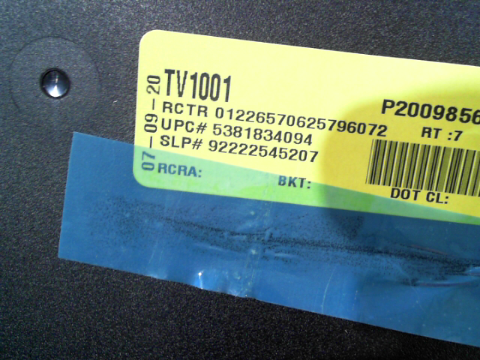 07-09-20
TV1001
P2009856
RCTR 01226570625796072
RT :7
UPC# 5381834094
SLP# 92222545207
RCRA:
BKT:
DOT CL: